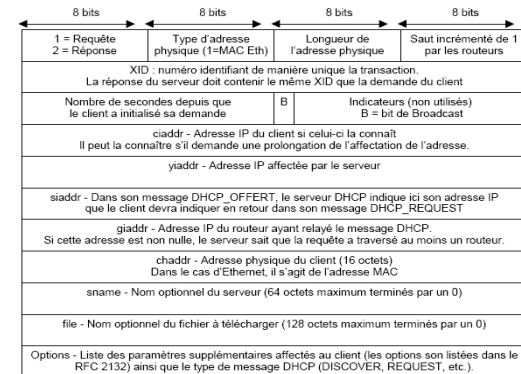 8 bits 8 bits 8 bits 8 bits
1 = Requête
2 = Réponse
Type d'adresse
physique (1=MAC Eth)
Longueur de
l'adresse physique
Saut incrémenté de 1
par les routeurs
XID : numéro identifiant de manière unique la transaction.
La réponse du serveur doit contenir le même XID que la demande du client
Nombre de secondes depuis que
le client a initialisé sa demande
B
Indicateurs (non utilisés)
B = bit de Broadcast
ciaddr - Adresse IP du client si celui-ci la connaît
Il peut la connaître s'il demande une prolongation de l'affectation de l'adresse.
yiaddr - Adresse IP affectée par le serveur
siaddr - Dans son message DHCP_OFFERT, le serveur DHCP indique ici son adresse IP
que le client devra indiquer en retour dans son message DHCP_REQUEST
giaddr - Adresse IP du routeur ayant relayé le message DHCP.
Si cette adresse est non nulle, le serveur sait que la requête a traversé au moins un routeur.
chaddr - Adresse physique du client (16 octets)
Dans le cas d'Ethernet, il s'agit de l'adresse MAC
sname - Nom optionnel du serveur (64 octets maximum terminés par un 0)
file - Nom optionnel du fichier à télécharger (128 octets maximum terminés par un 0)
Options - Liste des paramètres supplémentaires affectés au client (les options son listées dans le
RFC 2132) ainsi que le type de message DHCP (DISCOVER, REQUEST, etc.).